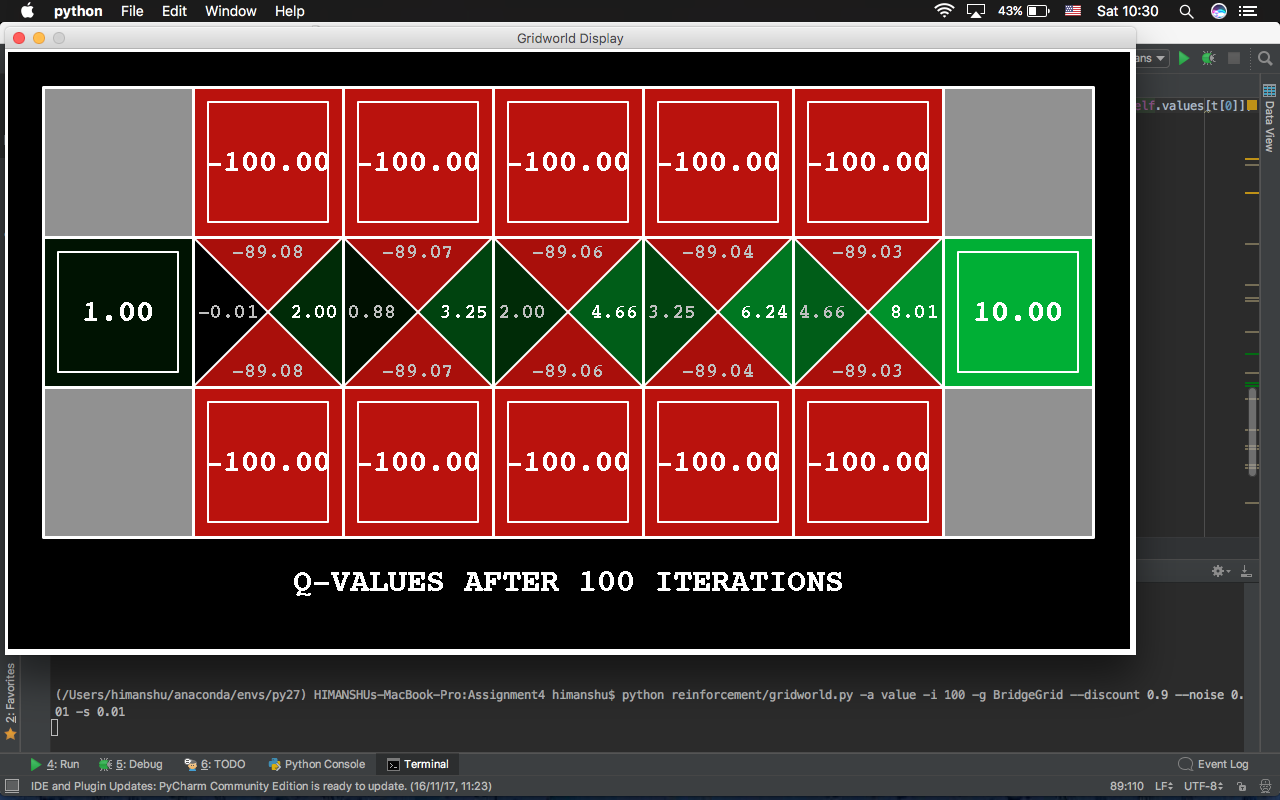 python File Edit Window Help 43% Sat 10:30
Gridworld Display
ans
elf.values[t[0]]
Data View
-100.00 -100.00 -100.00 -100.00 -100.00
-89.08 -89.07 -89.06 -89.04 -89.03
1.00 -0.01 2.00 0.88 3.25 2.00 4.66 3.25 6.24 4.66 8.01 10.00
-89.08 -89.07 -89.06 -89.04 -89.03
-100.00 -100.00 -100.00 -100.00 -100.00
Q-VALUES AFTER 100 ITERATIONS
2: Favorites
(/Users/himanshu/anaconda/envs/py27) HIMANSHUs-MacBook-Pro:Assignment4 himanshu$ python reinforcement/gridworld.py -a value -i 100 -g BridgeGrid --discount 0.9 --noise 0.
01 -s 0.01
4: Run 5: Debug 6: TODO Python Console Terminal Event Log
IDE and Plugin Updates: PyCharm Community Edition is ready to update. (16/11/17, 11:23) 89:110 LF UTF-8